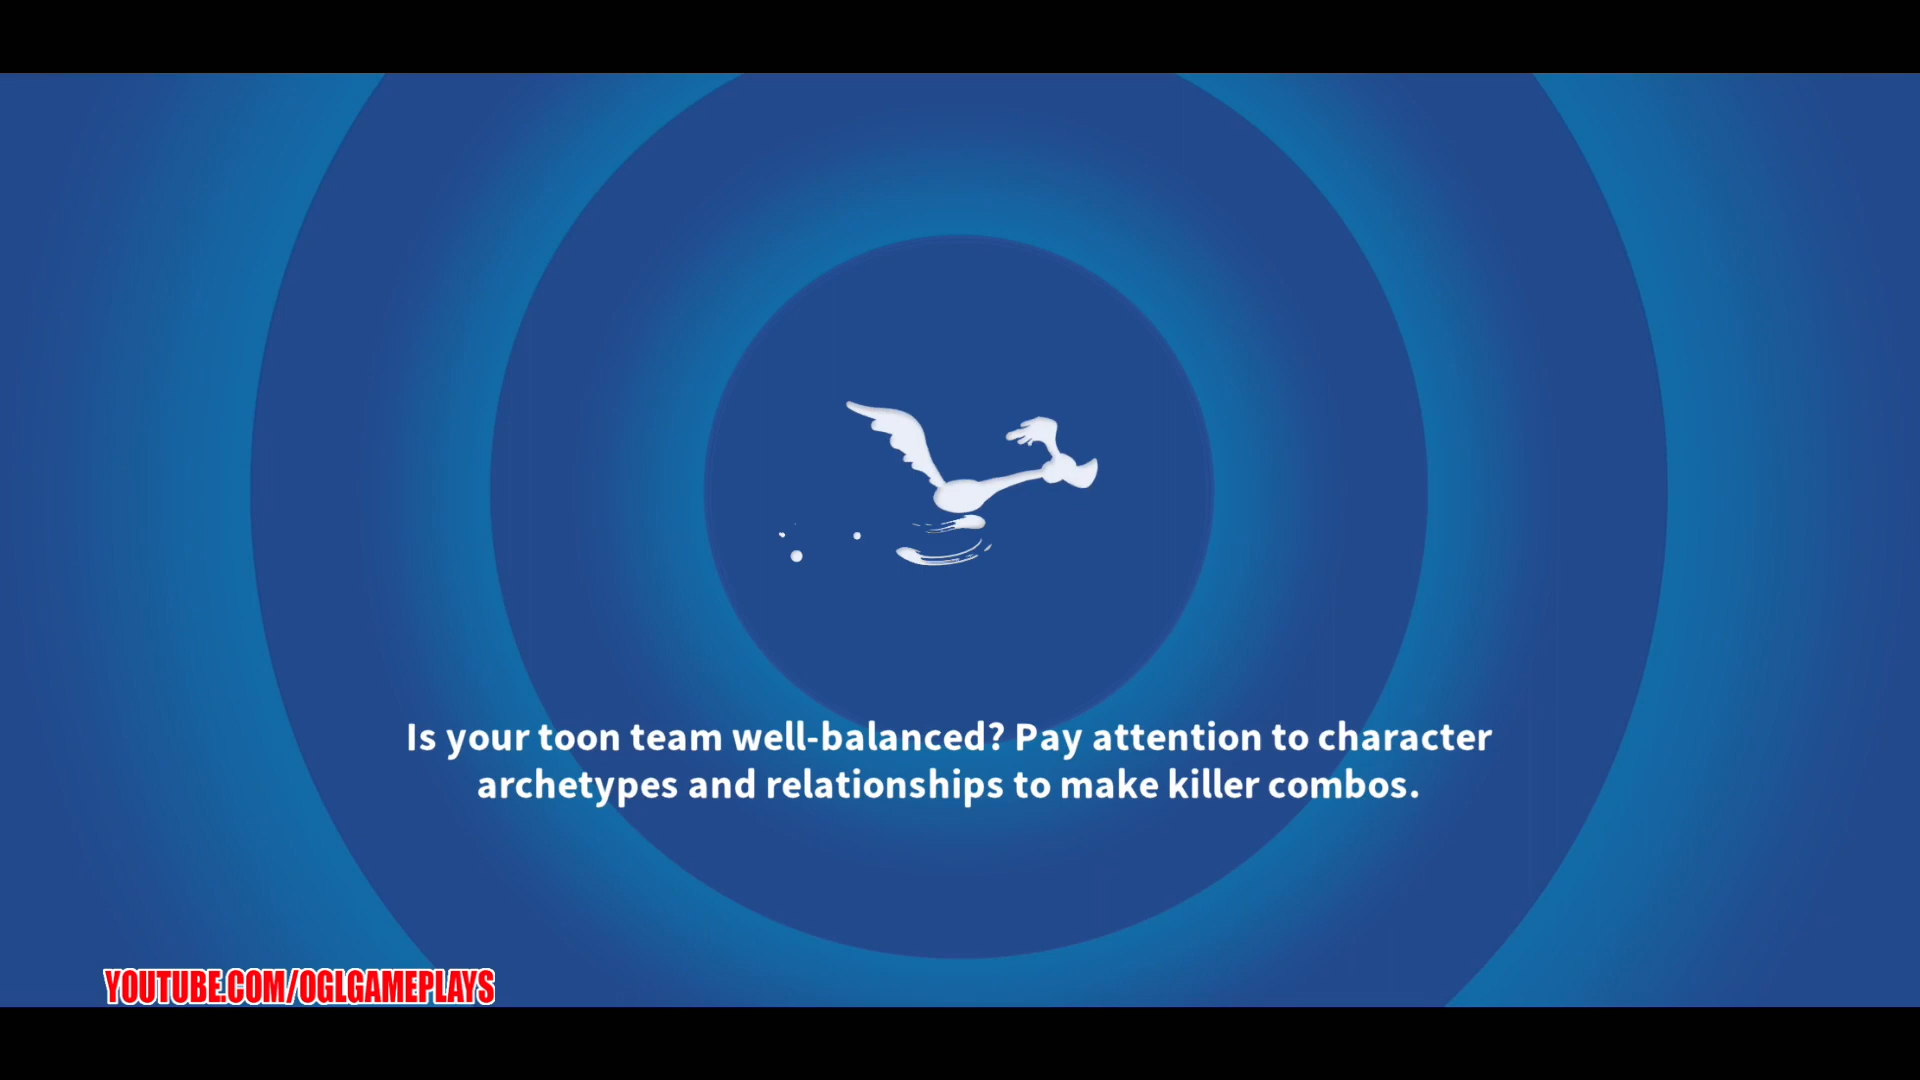 Is your toon team well-balanced? Pay attention to character
archetypes and relationships to make killer combos.
YOUTUBE.COM/OGLGAMEPLAYS